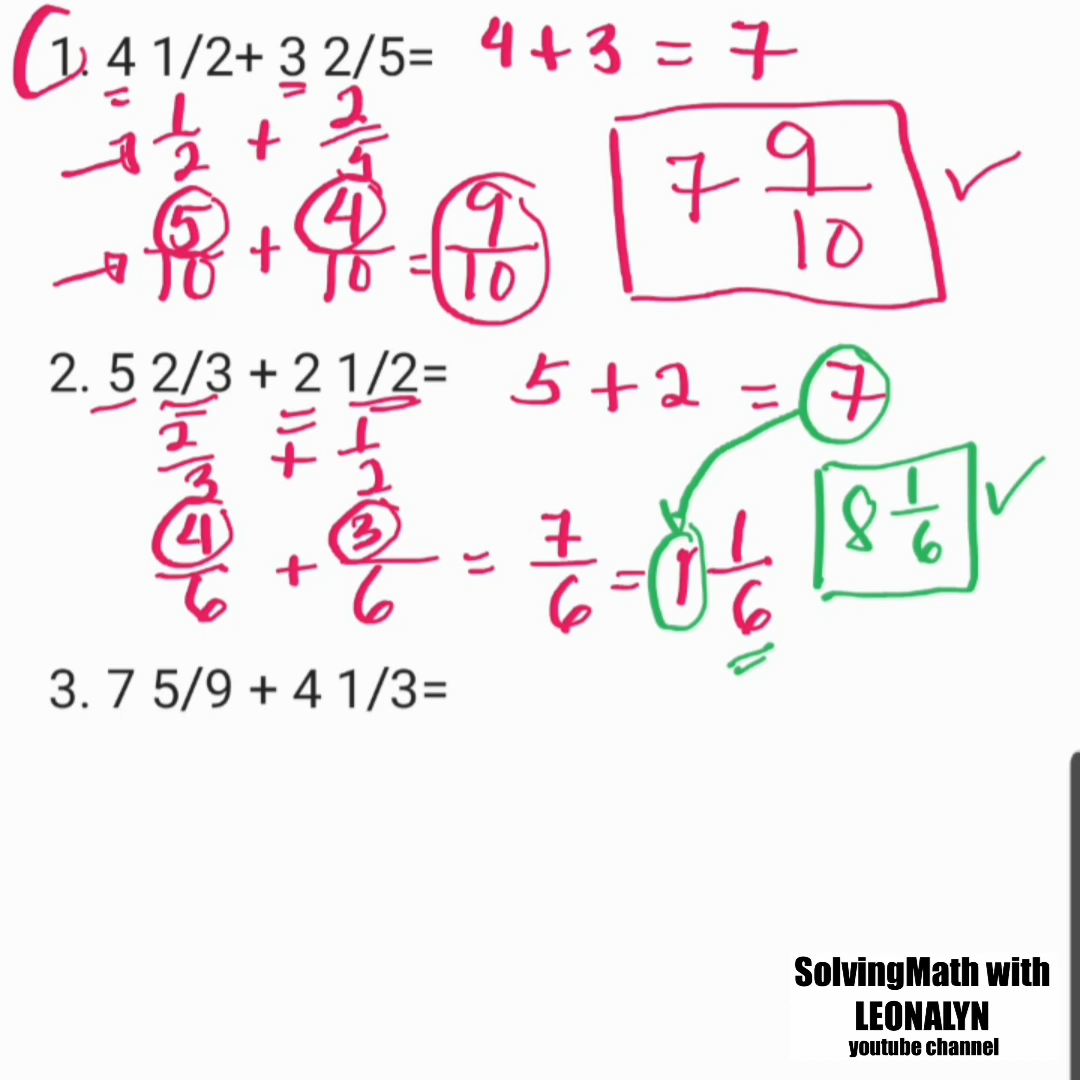 1. 4 1/2+ 3 2/5= 4 + 3 = 7
1/2 + 2/5
5/10 + 4/10 = 9/10
7 9/10 ✓
2. 5 2/3 + 2 1/2= 5 + 2 = 7
2/3 + 1/2
4/6 + 3/6 = 7/6 = 1 1/6
8 1/6 ✓
3. 7 5/9 + 4 1/3=
SolvingMath with
LEONALYN
youtube channel